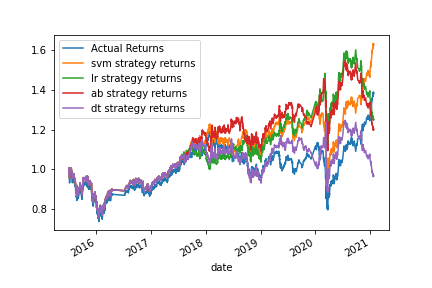 Actual Returns
svm strategy returns
lr strategy returns
ab strategy returns
dt strategy returns
1.6
1.4
1.2
1.0
0.8
2016
2017
2018
2019
2020
2021
date